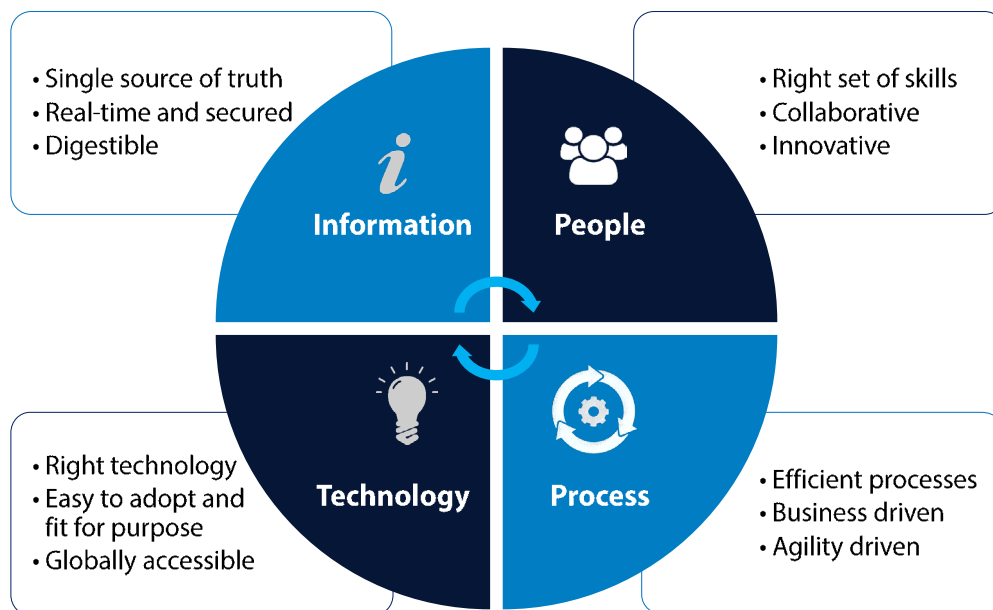 • Single source of truth
• Real-time and secured
• Digestible
Information
• Right set of skills
• Collaborative
• Innovative
People
• Right technology
• Easy to adopt and
fit for purpose
• Globally accessible
Technology
• Efficient processes
• Business driven
• Agility driven
Process